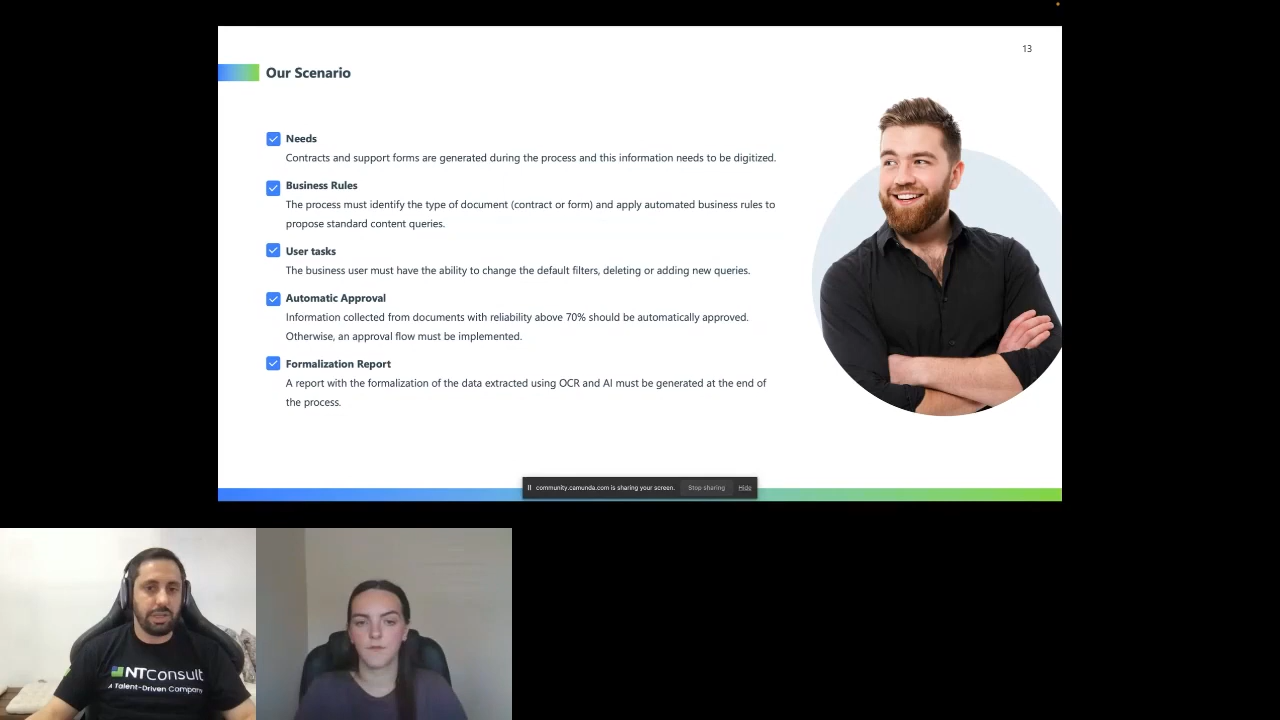 13
Our Scenario
Needs
Contracts and support forms are generated during the process and this information needs to be digitized.
Business Rules
The process must identify the type of document (contract or form) and apply automated business rules to
propose standard content queries.
User tasks
The business user must have the ability to change the default filters, deleting or adding new queries.
Automatic Approval
Information collected from documents with reliability above 70% should be automatically approved.
Otherwise, an approval flow must be implemented.
Formalization Report
A report with the formalization of the data extracted using OCR and AI must be generated at the end of
the process.
community.camunda.com is sharing your screen. Stop sharing Hide
NTConsult
A Talent-Driven Company